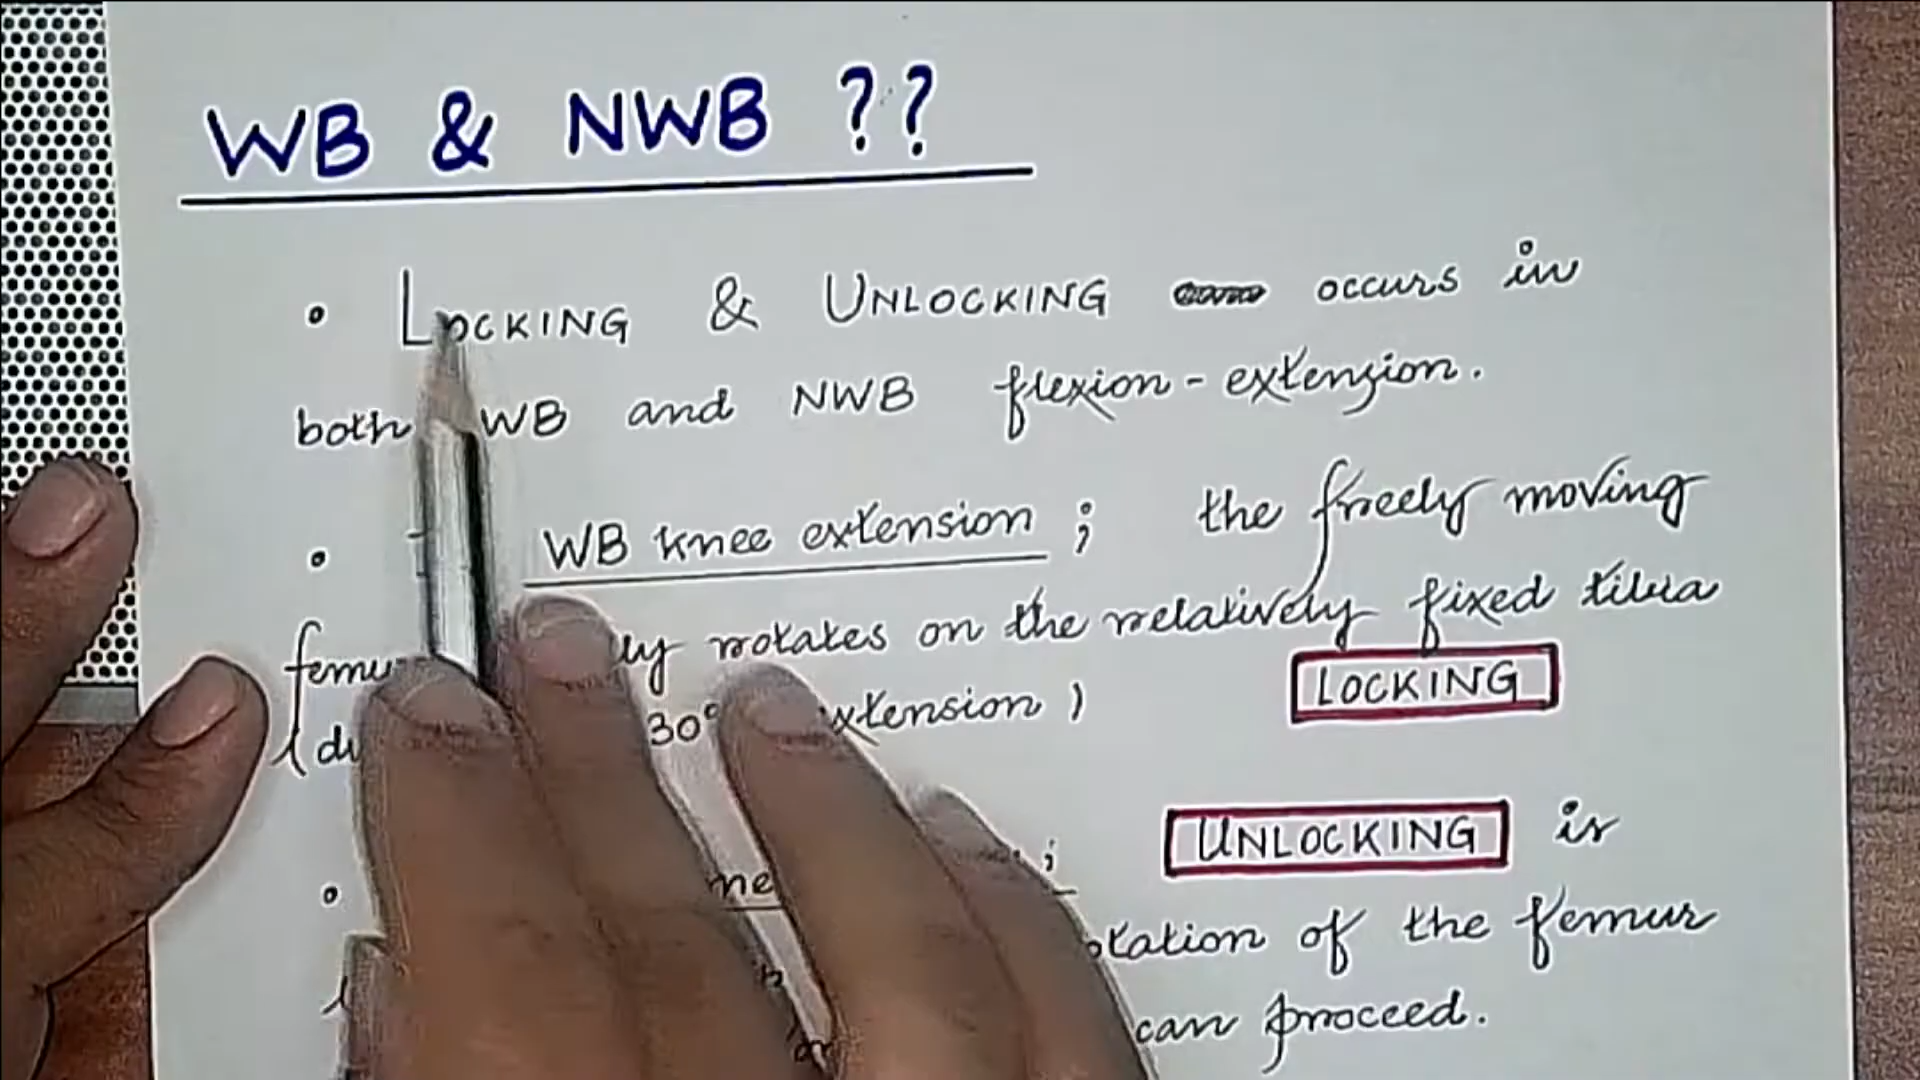 WB & NWB ??
• LOCKING & UNLOCKING occurs in
both WB and NWB flexion - extension.
• WB knee extension ; the freely moving
rotates on the relatively fixed tibia
30° extension )
LOCKING
UNLOCKING is
of the femur
can proceed.